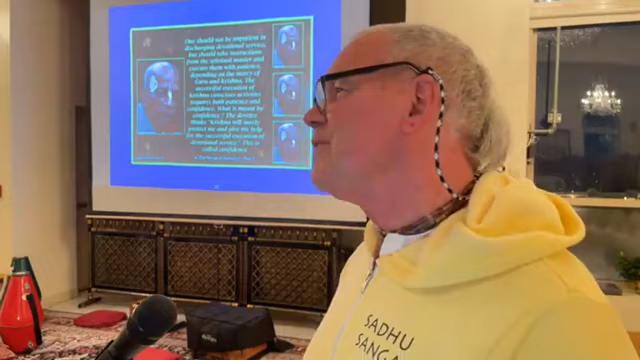 One should not be impatient in
discharging devotional service,
but should take instructions
from the spiritual master and
execute them with patience,
depending on the mercy of
Guru and Krishna. The
successful execution of
Krishna conscious activities
requires both patience and
confidence. What is meant by
confidence? The devotee
thinks "Krishna will surely
protect me and give me help
for the successful execution of
devotional service." This is
called confidence.
SADHU
SANGA